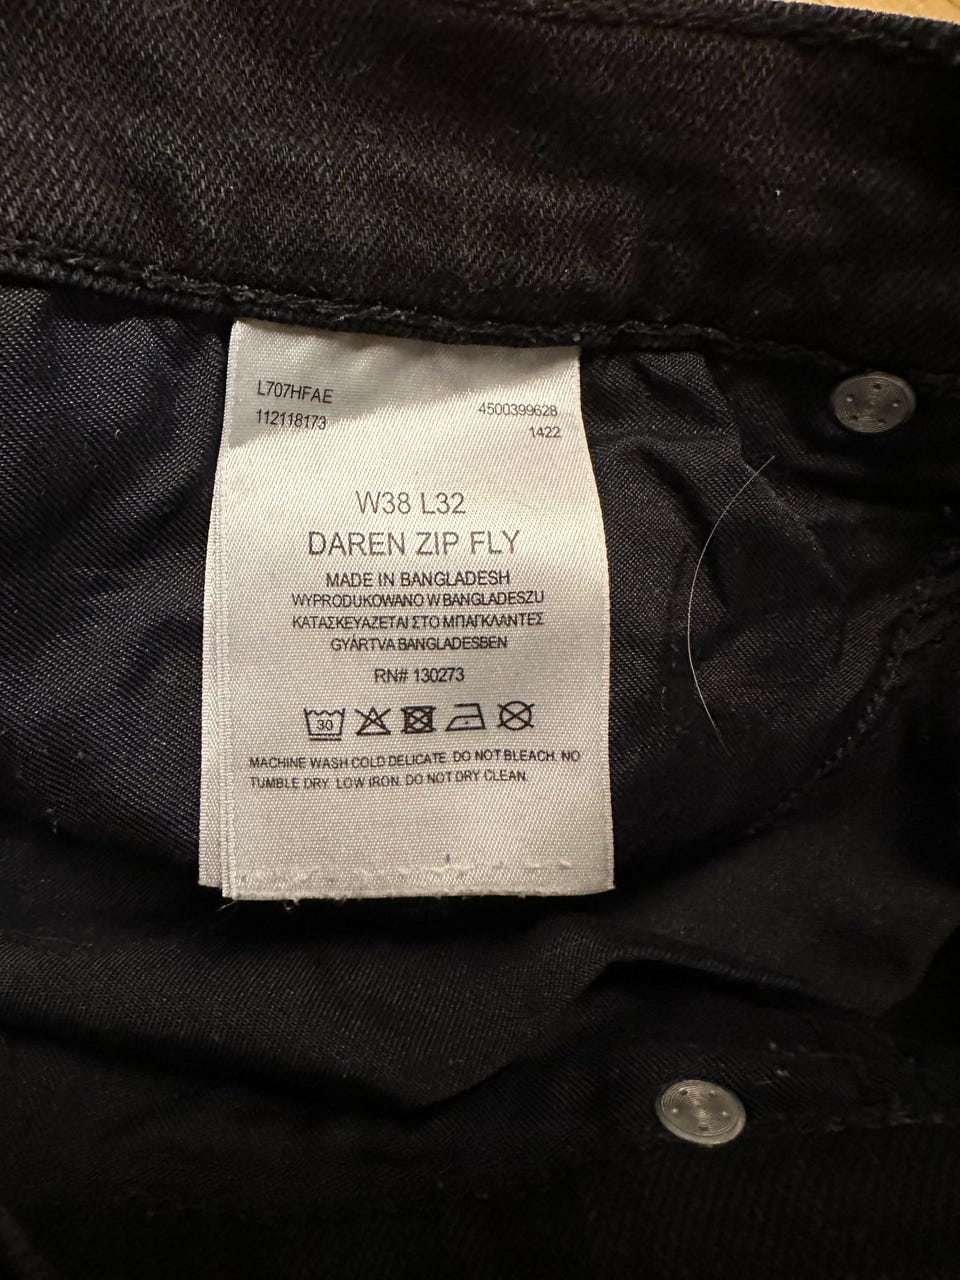 L707HFAE
112118173
4500399628
1422
W38 L32
DAREN ZIP FLY
MADE IN BANGLADESH
WYPRODUKOWANO W BANGLADESZU
ΚΑΤΑΣΚΕΥΑΖΕΤΑΙ ΣΤΟ ΜΠΑΓΚΛΑΝΤΕΣ
GYÁRTVA BANGLADESBEN
RN# 130273
30
MACHINE WASH COLD DELICATE. DO NOT BLEACH. NO
TUMBLE DRY. LOW IRON. DO NOT DRY CLEAN.